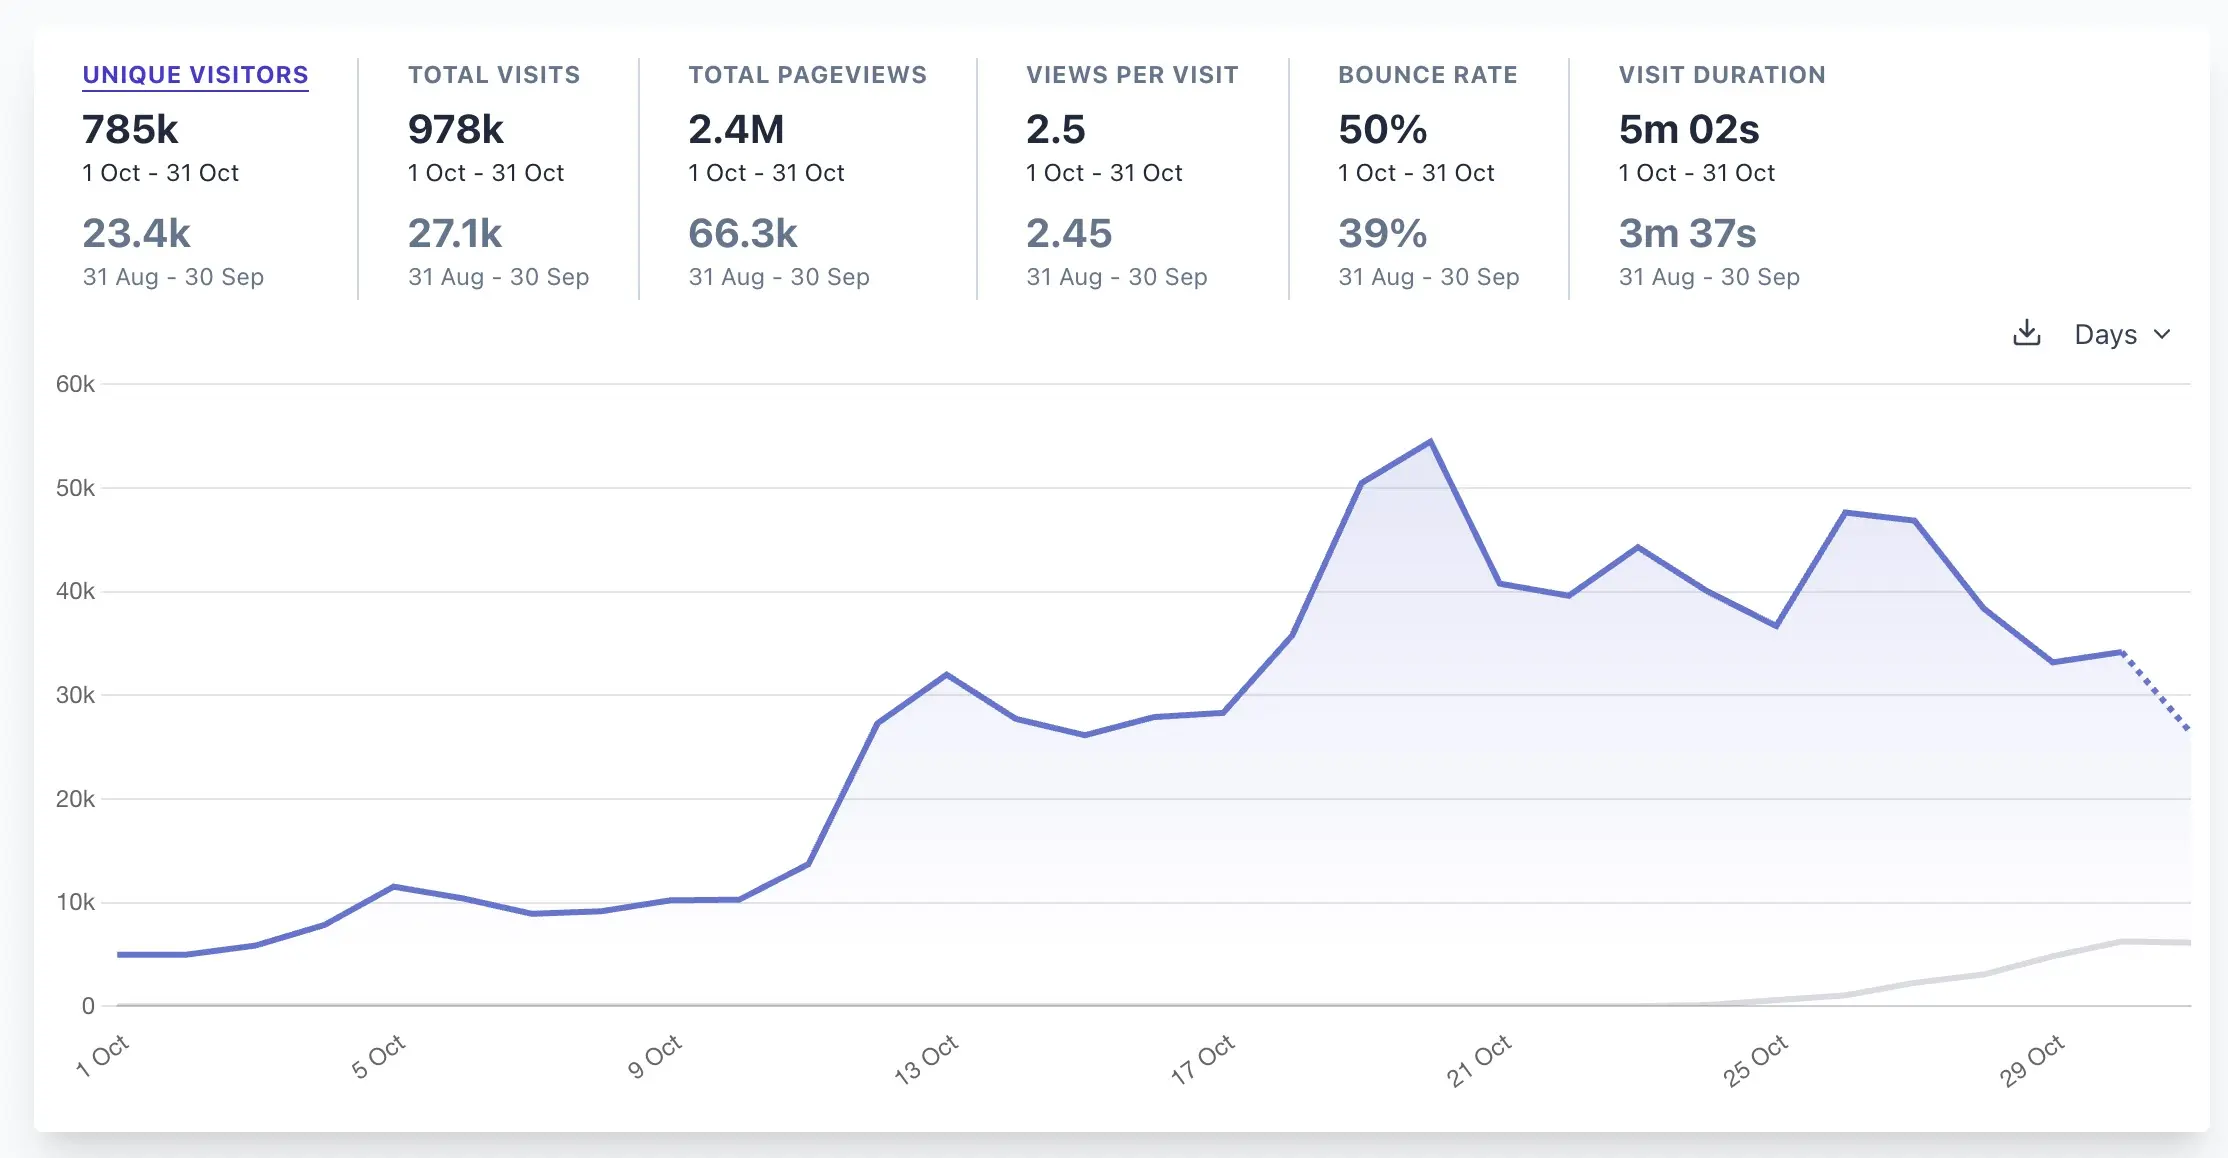 UNIQUE VISITORS
785k
1 Oct - 31 Oct
23.4k
31 Aug - 30 Sep
TOTAL VISITS
978k
1 Oct - 31 Oct
27.1k
31 Aug - 30 Sep
TOTAL PAGEVIEWS
2.4M
1 Oct - 31 Oct
66.3k
31 Aug - 30 Sep
VIEWS PER VISIT
2.5
1 Oct - 31 Oct
2.45
31 Aug - 30 Sep
BOUNCE RATE
50%
1 Oct - 31 Oct
39%
31 Aug - 30 Sep
VISIT DURATION
5m 02s
1 Oct - 31 Oct
3m 37s
31 Aug - 30 Sep
Days
60k
50k
40k
30k
20k
10k
0
1 Oct
5 Oct
9 Oct
13 Oct
17 Oct
21 Oct
25 Oct
29 Oct